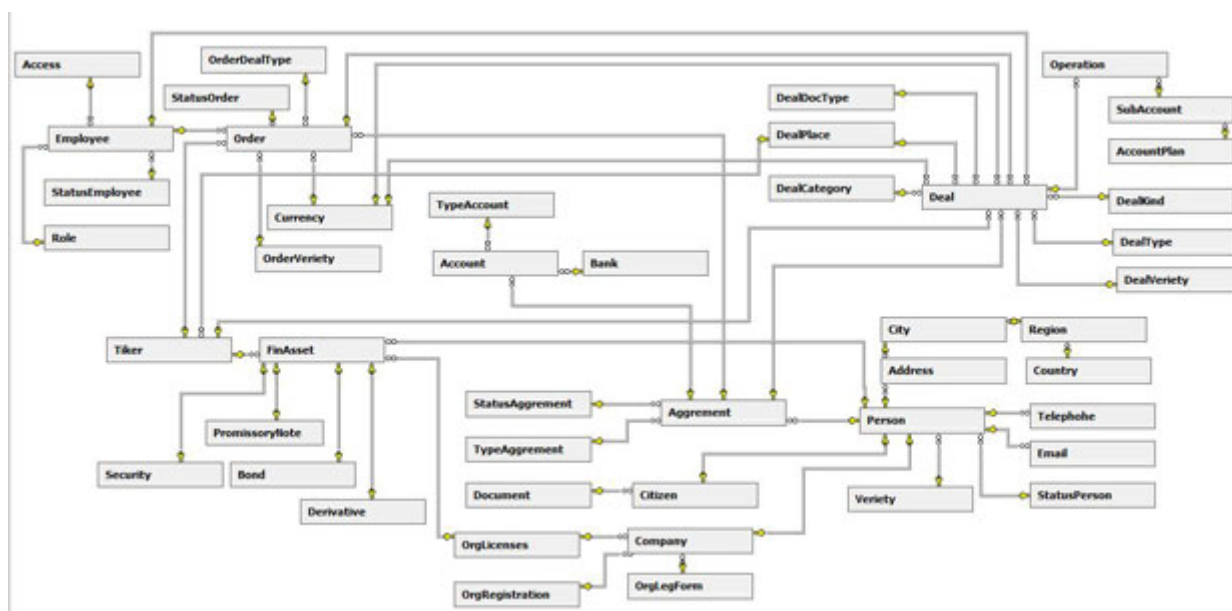 Access
OrderDealType
StatusOrder
Employee
Order
StatusEmployee
Role
Currency
OrderVeriety
TypeAccount
Account
Bank
DealDocType
DealPlace
DealCategory
Deal
Operation
SubAccount
AccountPlan
DealKind
DealType
DealVeriety
Tiker
FinAsset
PromissoryNote
Security
Bond
Derivative
City
Region
Address
Country
StatusAggrement
Aggrement
TypeAggrement
Person
Telephohe
Email
StatusPerson
Document
Citizen
Veriety
OrgLicenses
Company
OrgRegistration
OrgLegForm